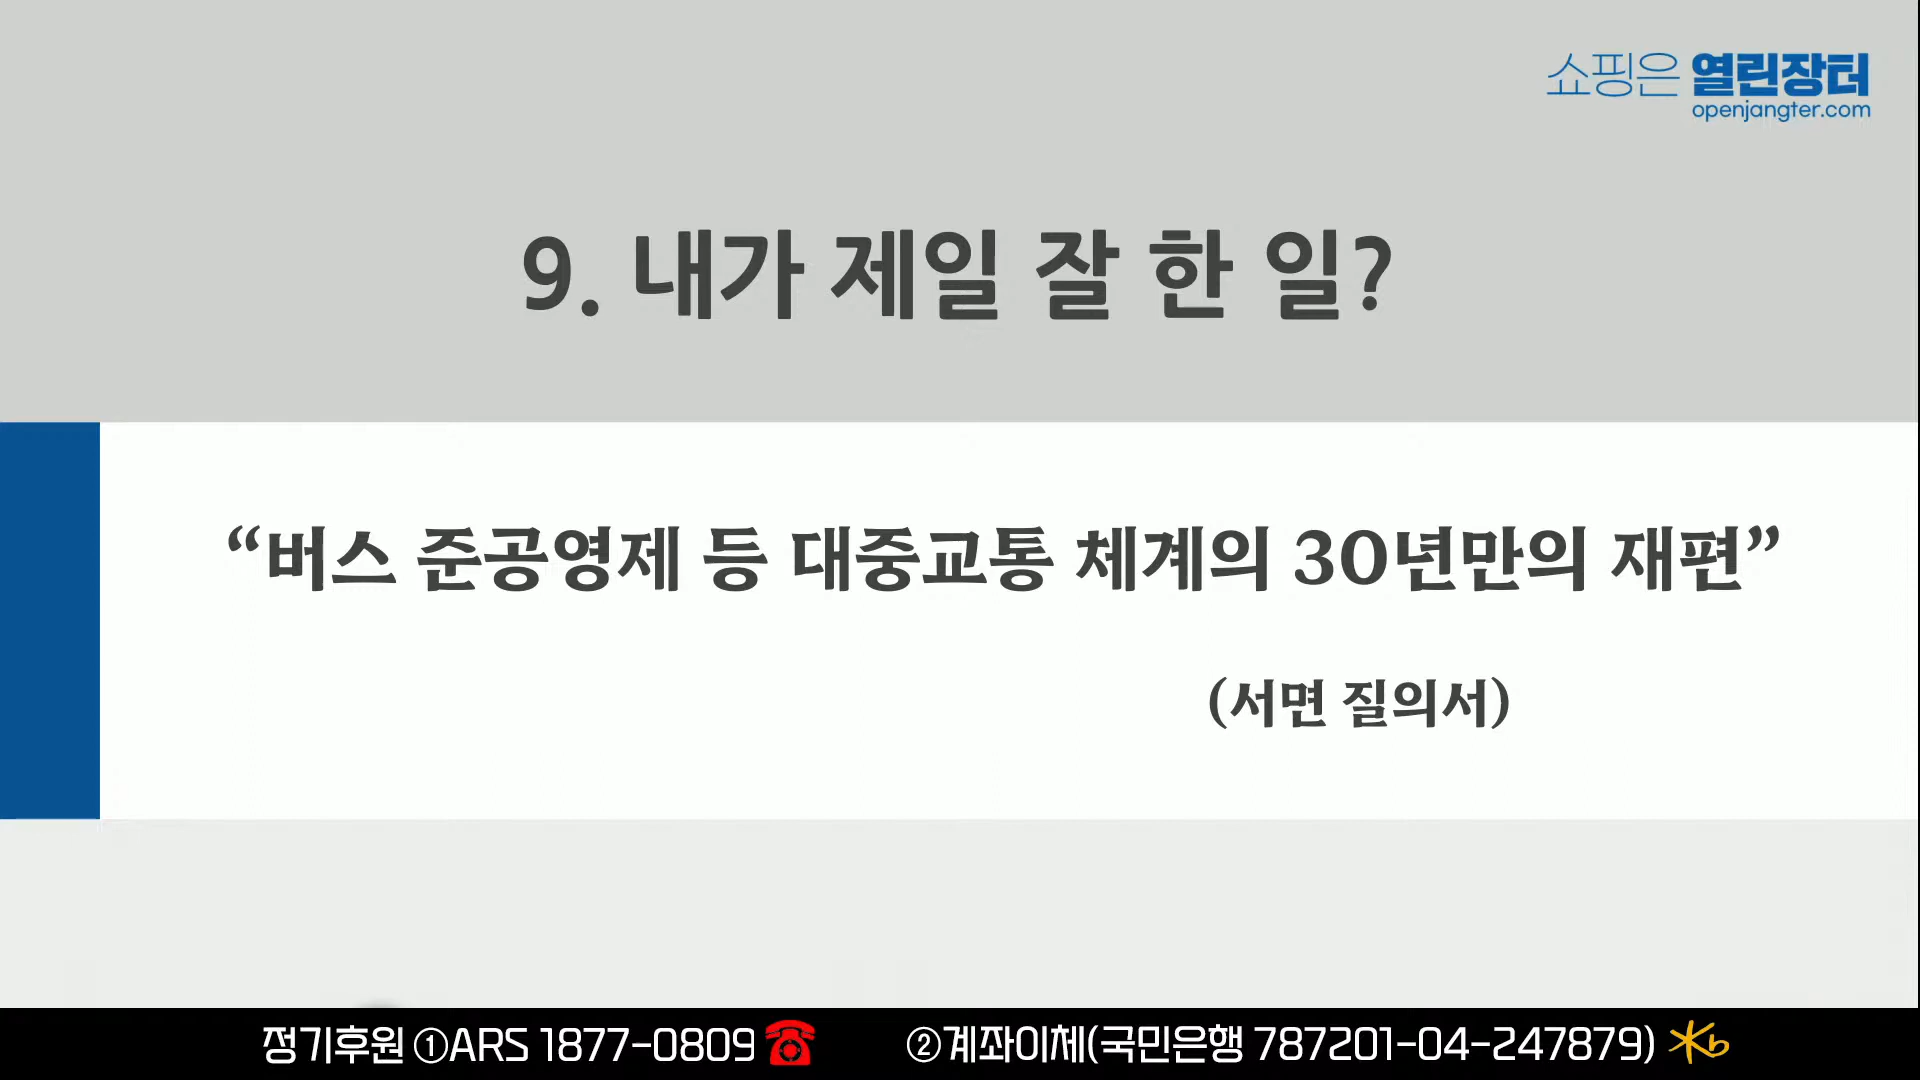 쇼핑은 열린장터
openjangter.com
9. 내가 제일 잘 한 일?
“버스 준공영제 등 대중교통 체계의 30년만의 재편”
(서면 질의서)
정기후원 ①ARS 1877-0809 ②계좌이체(국민은행 787201-04-247879)